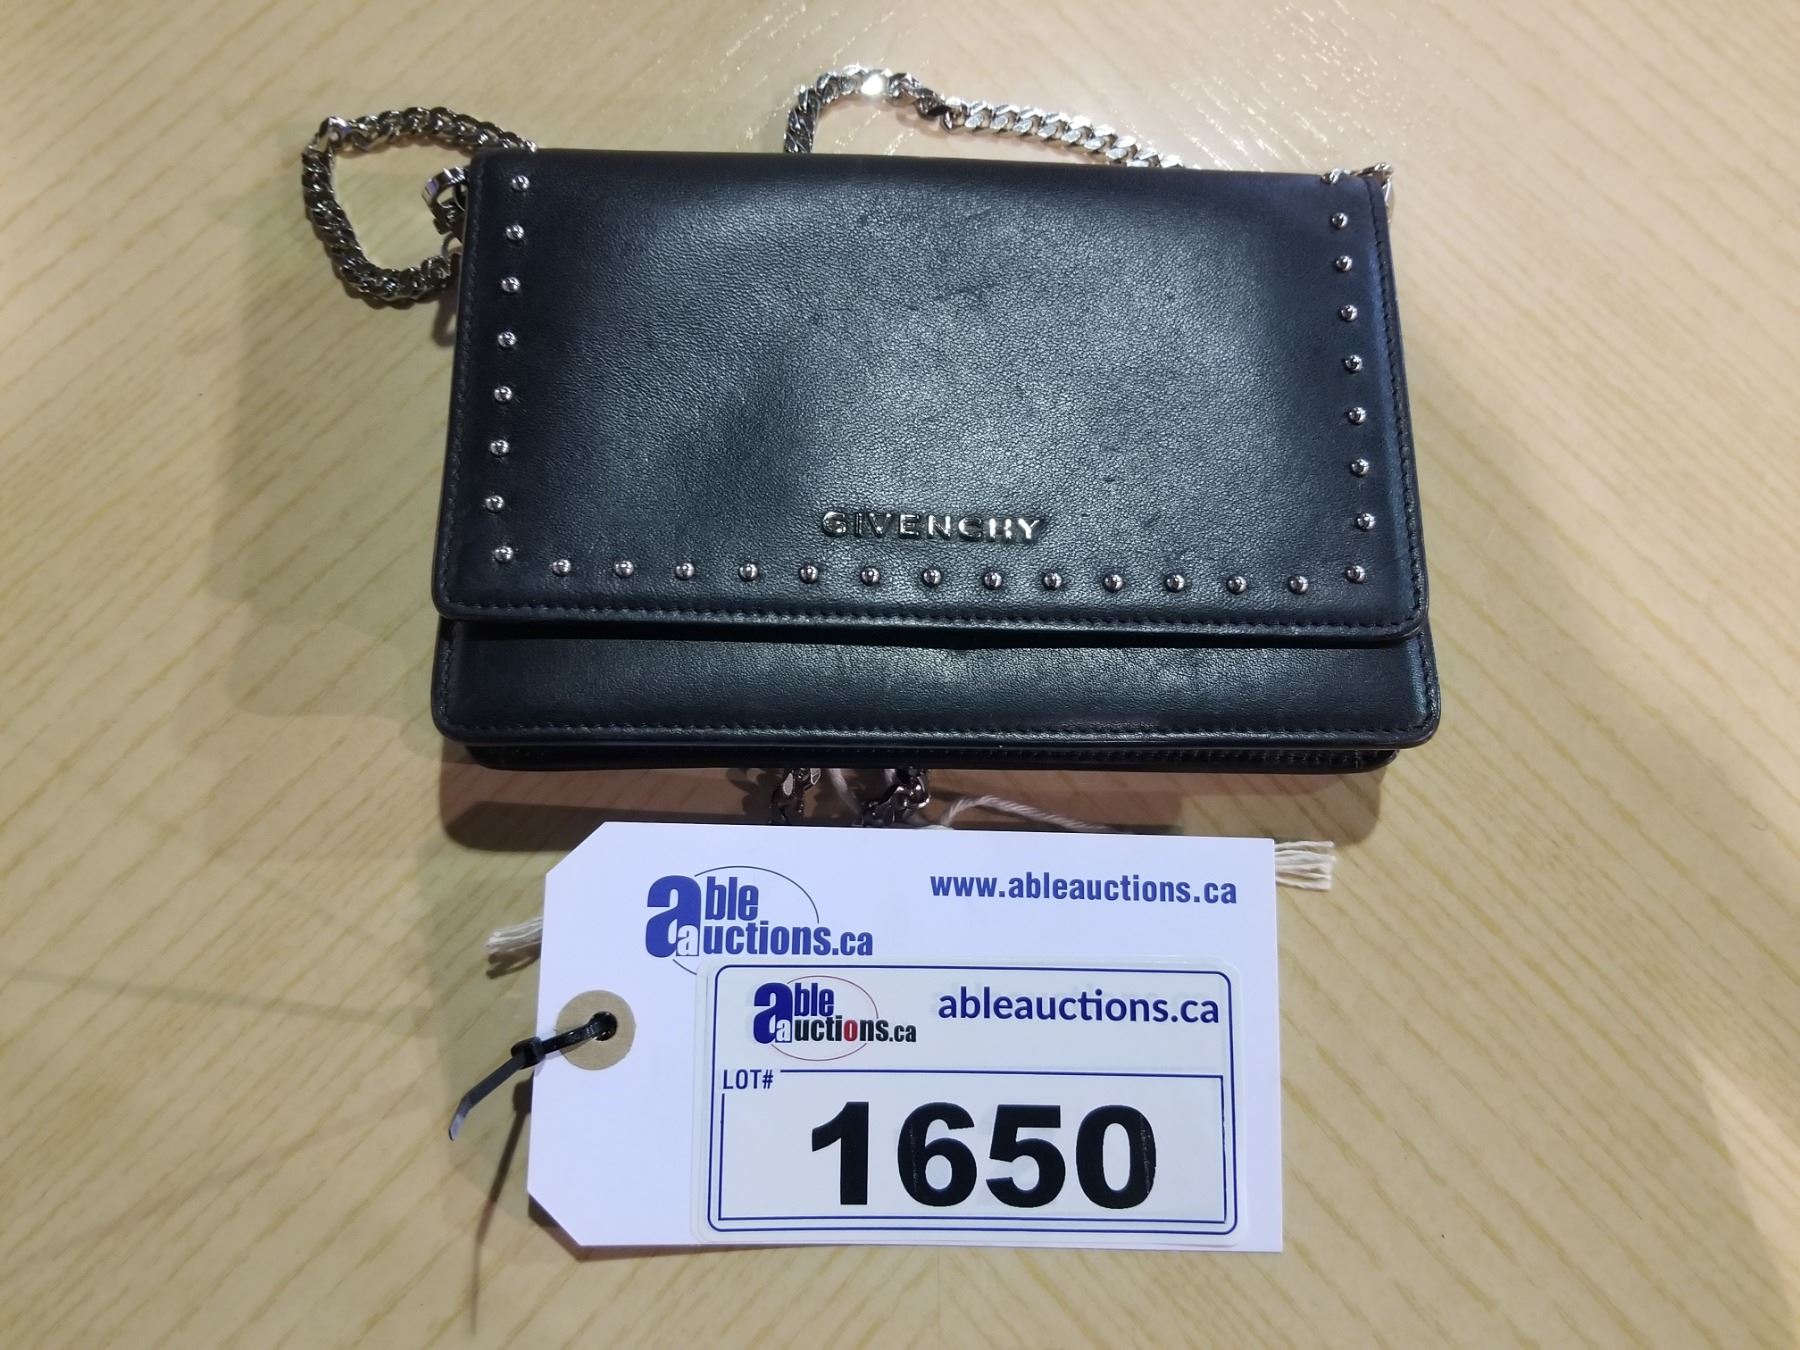 GIVENCHY
able auctions.ca
www.ableauctions.ca
able auctions.ca
ableauctions.ca
LOT#
1650